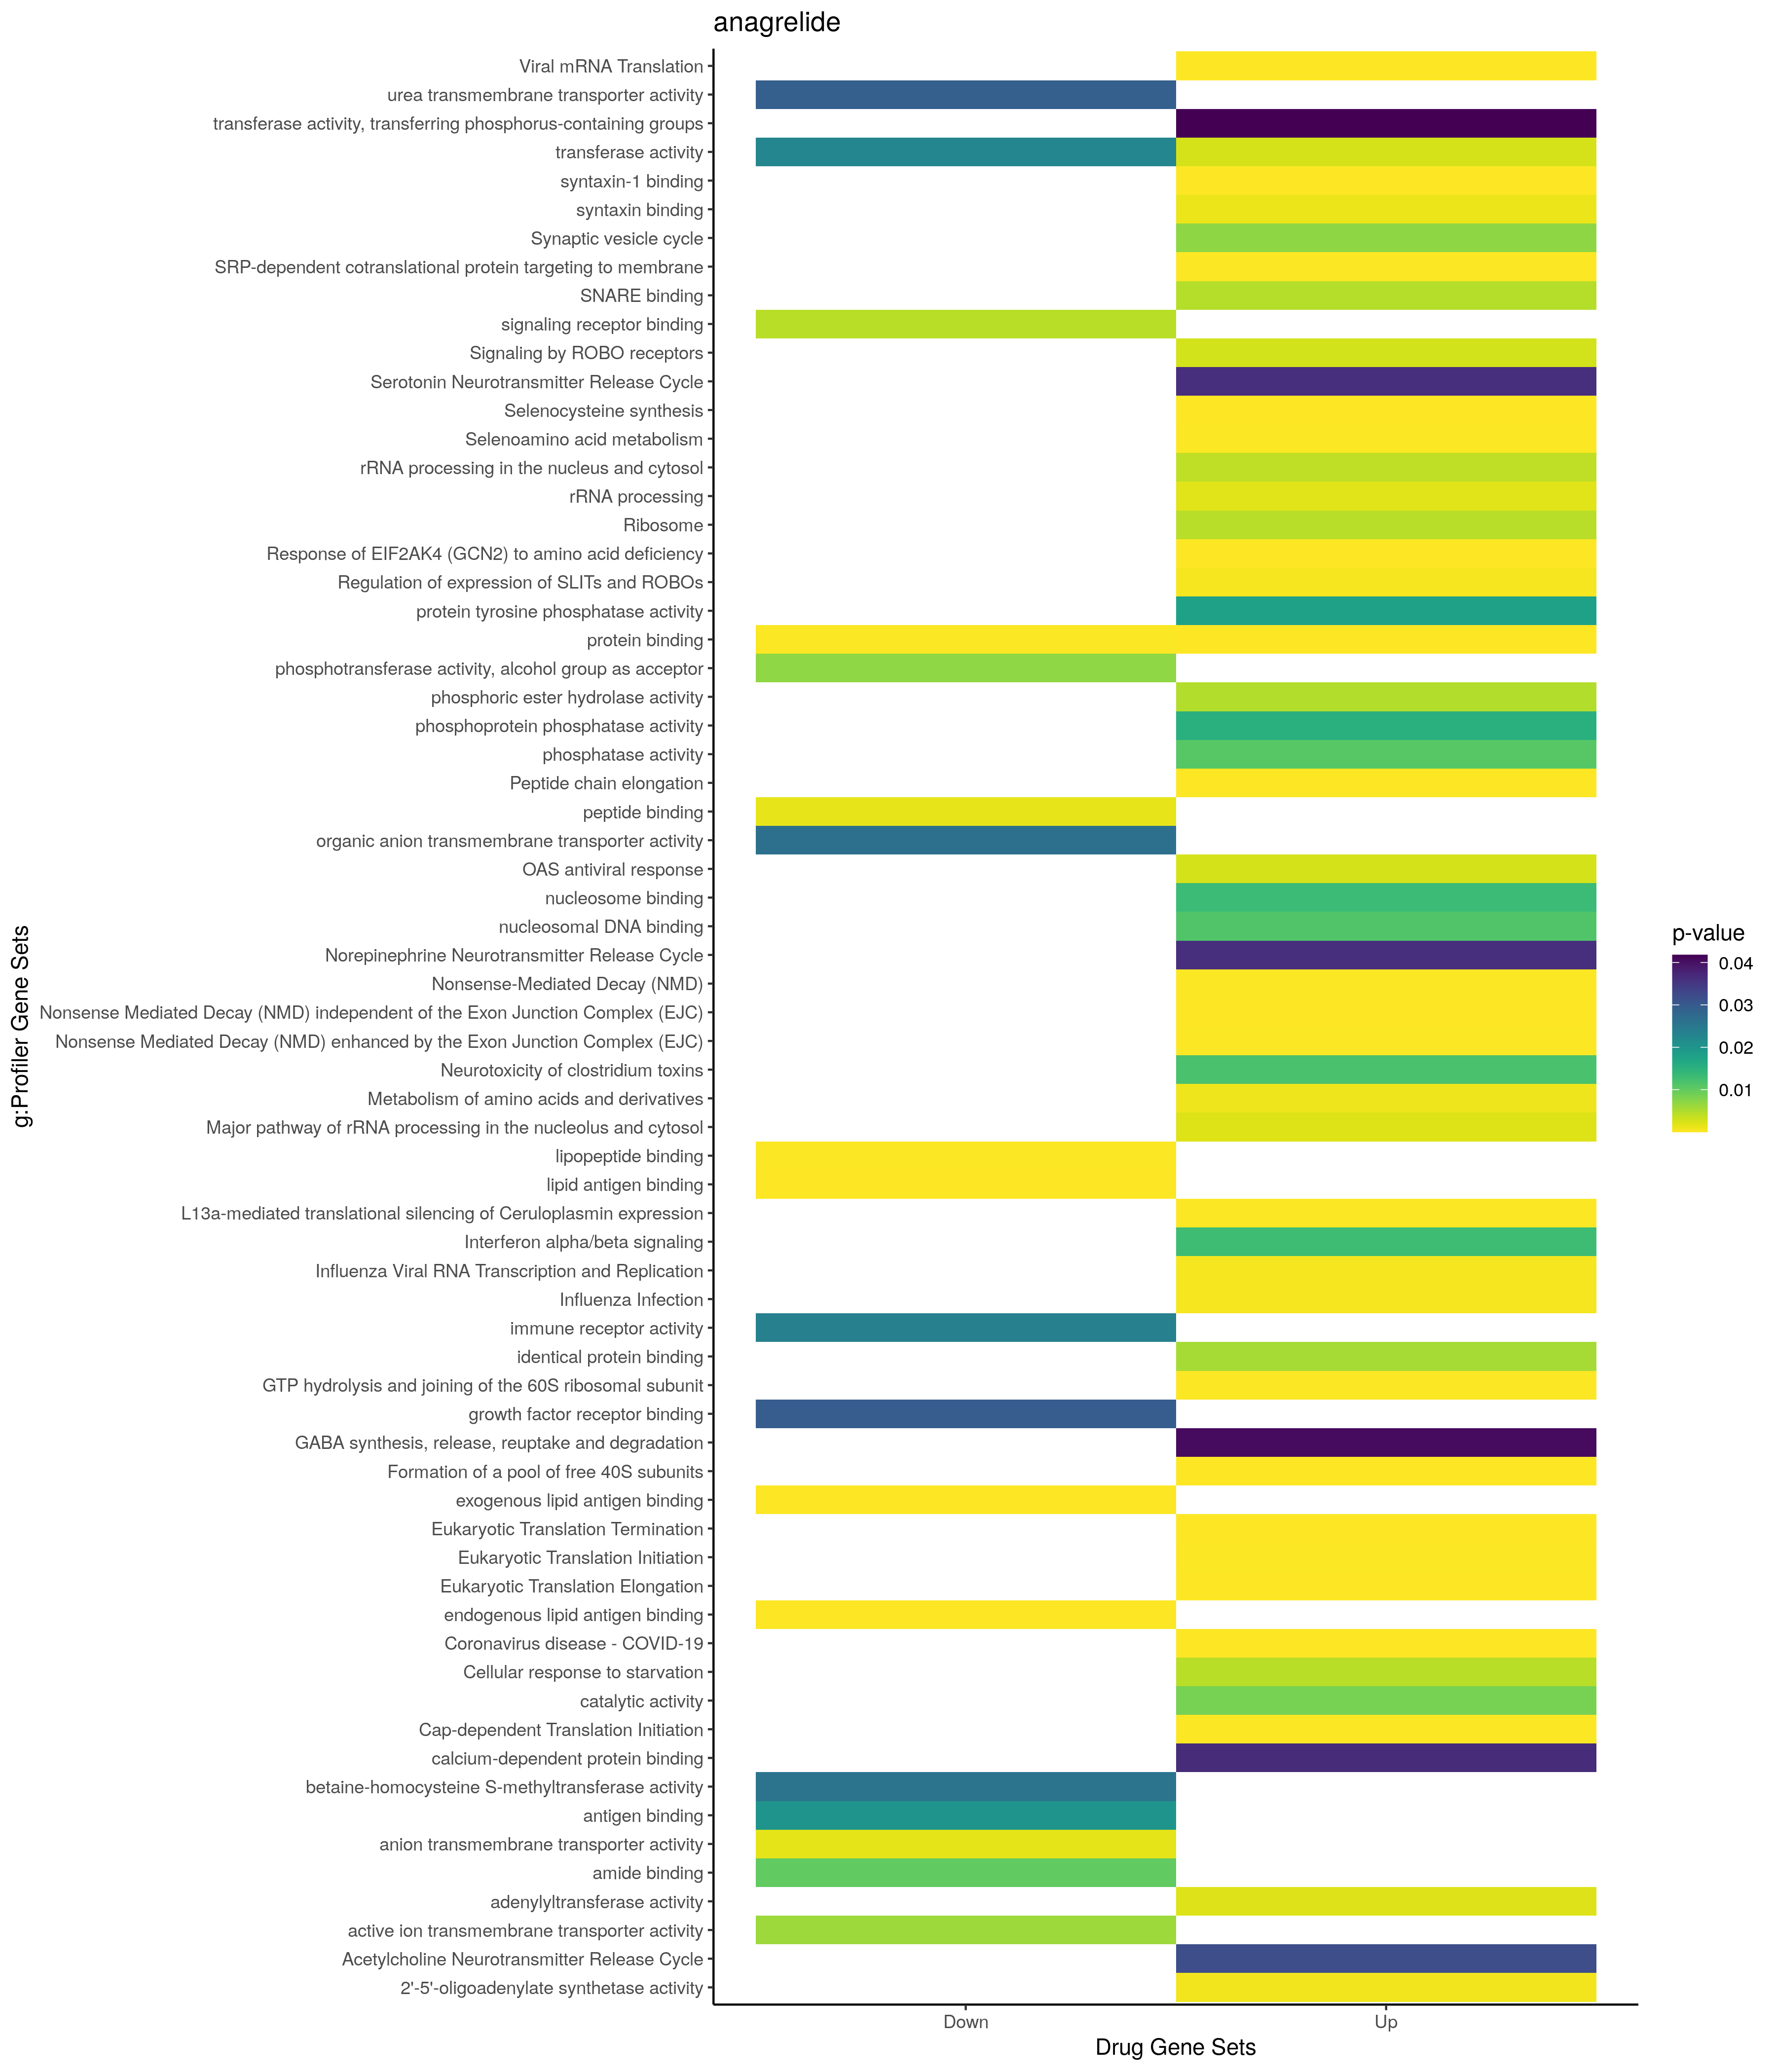 anagrelide
g:Profiler Gene Sets
Viral mRNA Translation
urea transmembrane transporter activity
transferase activity, transferring phosphorus-containing groups
transferase activity
syntaxin-1 binding
syntaxin binding
Synaptic vesicle cycle
SRP-dependent cotranslational protein targeting to membrane
SNARE binding
signaling receptor binding
Signaling by ROBO receptors
Serotonin Neurotransmitter Release Cycle
Selenocysteine synthesis
Selenoamino acid metabolism
rRNA processing in the nucleus and cytosol
rRNA processing
Ribosome
Response of EIF2AK4 (GCN2) to amino acid deficiency
Regulation of expression of SLITs and ROBOs
protein tyrosine phosphatase activity
protein binding
phosphotransferase activity, alcohol group as acceptor
phosphoric ester hydrolase activity
phosphoprotein phosphatase activity
phosphatase activity
Peptide chain elongation
peptide binding
organic anion transmembrane transporter activity
OAS antiviral response
nucleosome binding
nucleosomal DNA binding
Norepinephrine Neurotransmitter Release Cycle
Nonsense-Mediated Decay (NMD)
Nonsense Mediated Decay (NMD) independent of the Exon Junction Complex (EJC)
Nonsense Mediated Decay (NMD) enhanced by the Exon Junction Complex (EJC)
Neurotoxicity of clostridium toxins
Metabolism of amino acids and derivatives
Major pathway of rRNA processing in the nucleolus and cytosol
lipopeptide binding
lipid antigen binding
L13a-mediated translational silencing of Ceruloplasmin expression
Interferon alpha/beta signaling
Influenza Viral RNA Transcription and Replication
Influenza Infection
immune receptor activity
identical protein binding
GTP hydrolysis and joining of the 60S ribosomal subunit
growth factor receptor binding
GABA synthesis, release, reuptake and degradation
Formation of a pool of free 40S subunits
exogenous lipid antigen binding
Eukaryotic Translation Termination
Eukaryotic Translation Initiation
Eukaryotic Translation Elongation
endogenous lipid antigen binding
Coronavirus disease - COVID-19
Cellular response to starvation
catalytic activity
Cap-dependent Translation Initiation
calcium-dependent protein binding
betaine-homocysteine S-methyltransferase activity
antigen binding
anion transmembrane transporter activity
amide binding
adenylyltransferase activity
active ion transmembrane transporter activity
Acetylcholine Neurotransmitter Release Cycle
2'-5'-oligoadenylate synthetase activity
Down
Up
Drug Gene Sets
p-value
0.04
0.03
0.02
0.01